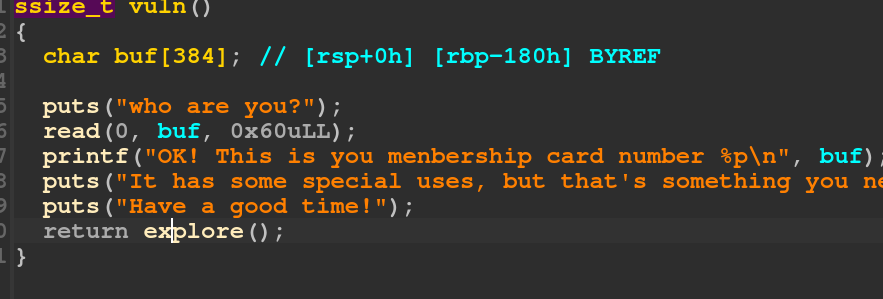 1 ssize_t vuln()
2 {
3   char buf[384]; // [rsp+0h] [rbp-180h] BYREF
4
5   puts("who are you?");
6   read(0, buf, 0x60uLL);
7   printf("OK! This is you menbership card number %p\n", buf);
8   puts("It has some special uses, but that's something you ne
9   puts("Have a good time!");
0   return explore();
1 }